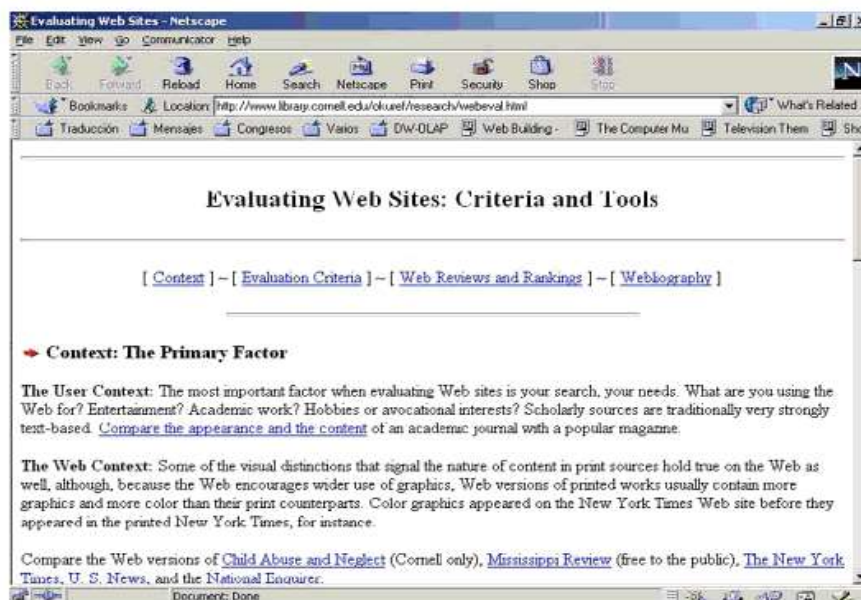 Evaluating Web Sites - Netscape
File Edit View Go Communicator Help
Back Forward Reload Home Search Netscape Print Security Shop Stop
Bookmarks Location: http://www.library.cornell.edu/okuref/research/webeval.html What's Related
Traducción Mensajes Congresos Varios DW-OLAP Web Building - The Computer Mu Television Them Sho
Evaluating Web Sites: Criteria and Tools
[ Context ] ~ [ Evaluation Criteria ] ~ [ Web Reviews and Rankings ] ~ [ Webliography ]
Context: The Primary Factor
The User Context: The most important factor when evaluating Web sites is your search, your needs. What are you using the
Web for? Entertainment? Academic work? Hobbies or avocational interests? Scholarly sources are traditionally very strongly
text-based. Compare the appearance and the content of an academic journal with a popular magazine.
The Web Context: Some of the visual distinctions that signal the nature of content in print sources hold true on the Web as
well, although, because the Web encourages wider use of graphics, Web versions of printed works usually contain more
graphics and more color than their print counterparts. Color graphics appeared on the New York Times Web site before they
appeared in the printed New York Times, for instance.
Compare the Web versions of Child Abuse and Neglect (Cornell only), Mississippi Review (free to the public), The New York
Times, U. S. News, and the National Enquirer.
Document: Done